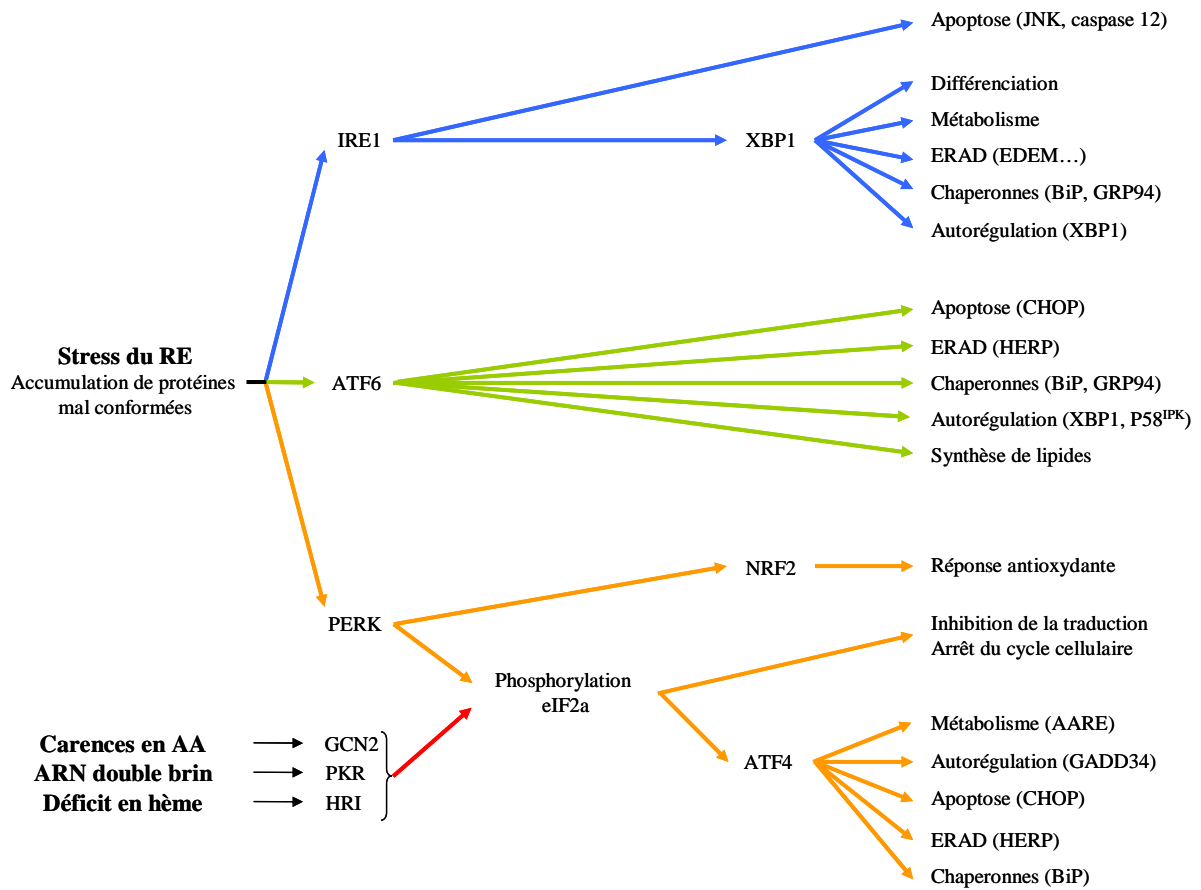 Apoptose (JNK, caspase 12)
Différenciation
Métabolisme
IRE1
XBP1
ERAD (EDEM…)
Chaperonnes (BiP, GRP94)
Autorégulation (XBP1)
Apoptose (CHOP)
ERAD (HERP)
Stress du RE
Accumulation de protéines
mal conformées
ATF6
Chaperonnes (BiP, GRP94)
Autorégulation (XBP1, P58IPK)
Synthèse de lipides
NRF2
Réponse antioxydante
PERK
Inhibition de la traduction
Arrêt du cycle cellulaire
Phosphorylation
eIF2a
Carences en AA
GCN2
ARN double brin
PKR
Déficit en hème
HRI
ATF4
Métabolisme (AARE)
Autorégulation (GADD34)
Apoptose (CHOP)
ERAD (HERP)
Chaperonnes (BiP)